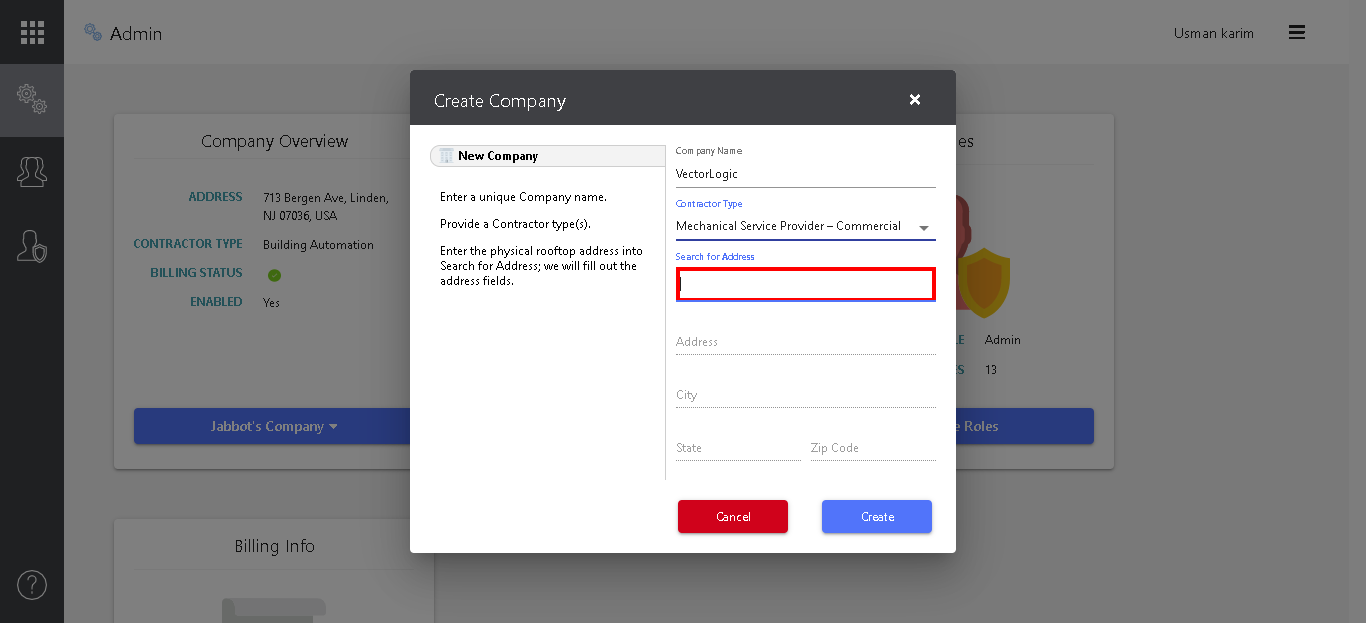 Admin
Usman karim
Company Overview
ADDRESS 713 Bergen Ave, Linden,
NJ 07036, USA
CONTRACTOR TYPE Building Automation
BILLING STATUS
ENABLED Yes
Jabbot's Company
Billing Info
Create Company
New Company
Enter a unique Company name.
Provide a Contractor type(s).
Enter the physical rooftop address into
Search for Address; we will fill out the
address fields.
Company Name
VectorLogic
Contractor Type
Mechanical Service Provider – Commercial
Search for Address
Address
City
State Zip Code
Cancel Create
Admin
13
Roles